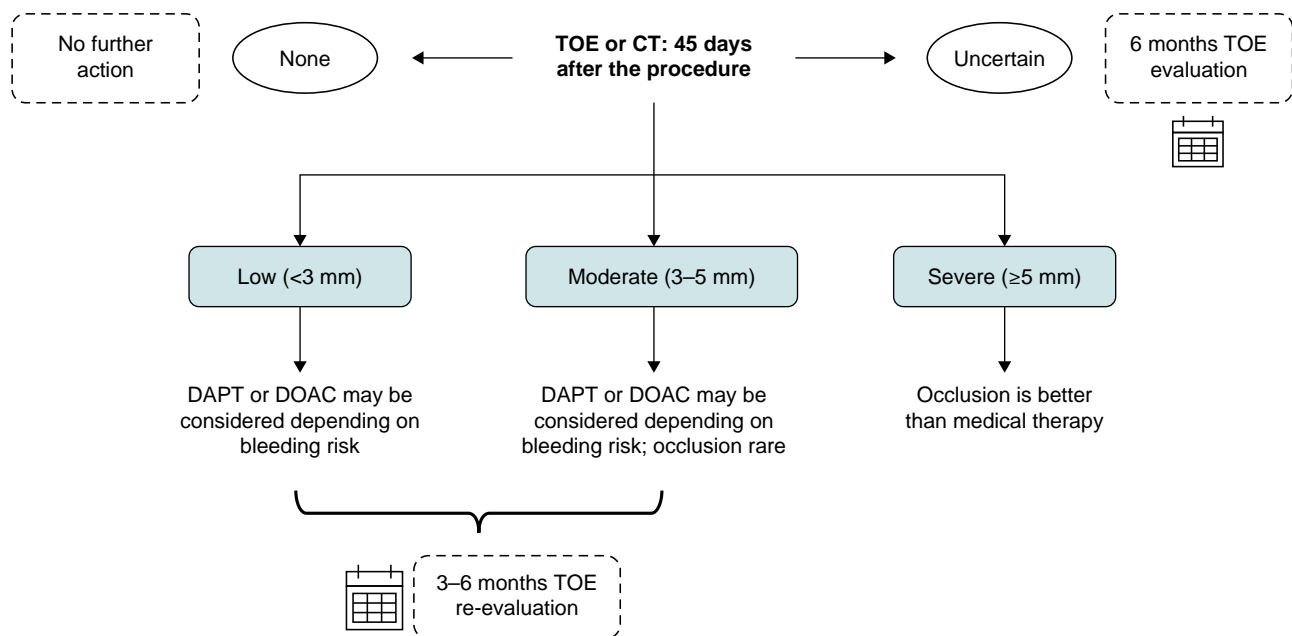 No further
action
None
TOE or CT: 45 days
after the procedure
Uncertain
6 months TOE
evaluation
Low (<3 mm)
Moderate (3–5 mm)
Severe (≥5 mm)
DAPT or DOAC may be
considered depending on
bleeding risk
DAPT or DOAC may be
considered depending on
bleeding risk; occlusion rare
Occlusion is better
than medical therapy
3–6 months TOE
re-evaluation